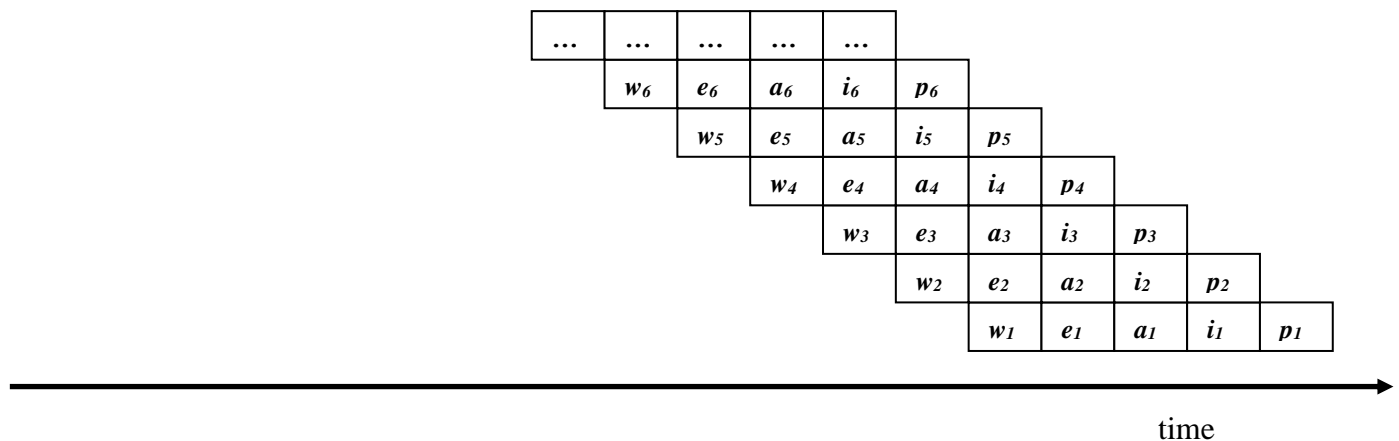 ... ... ... ... ...
w6 e6 a6 i6 p6
w5 e5 a5 i5 p5
w4 e4 a4 i4 p4
w3 e3 a3 i3 p3
w2 e2 a2 i2 p2
w1 e1 a1 i1 p1
time